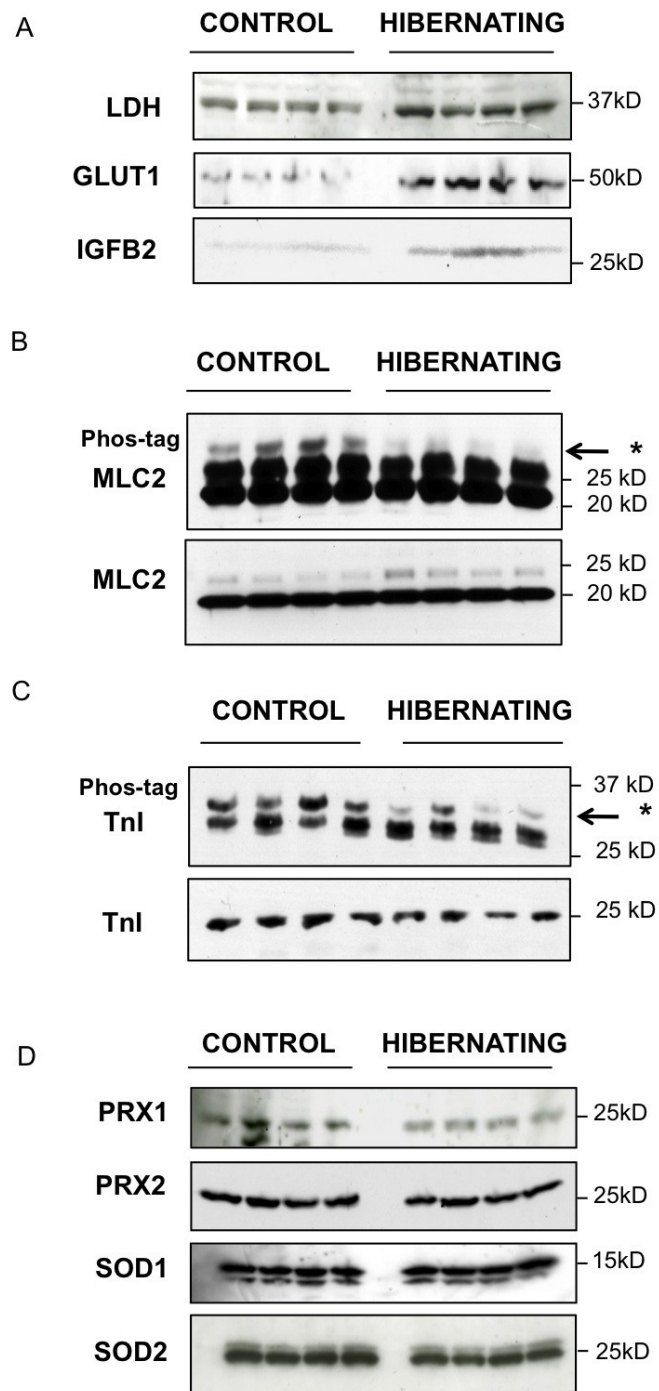 A
CONTROL HIBERNATING
LDH 37kD
GLUT1 50kD
IGFB2 25kD
B
CONTROL HIBERNATING
Phos-tag *
MLC2 25 kD
20 kD
MLC2 25 kD
20 kD
C
CONTROL HIBERNATING
Phos-tag 37 kD
TnI *
25 kD
TnI 25 kD
D
CONTROL HIBERNATING
PRX1 25kD
PRX2 25kD
SOD1 15kD
SOD2 25kD